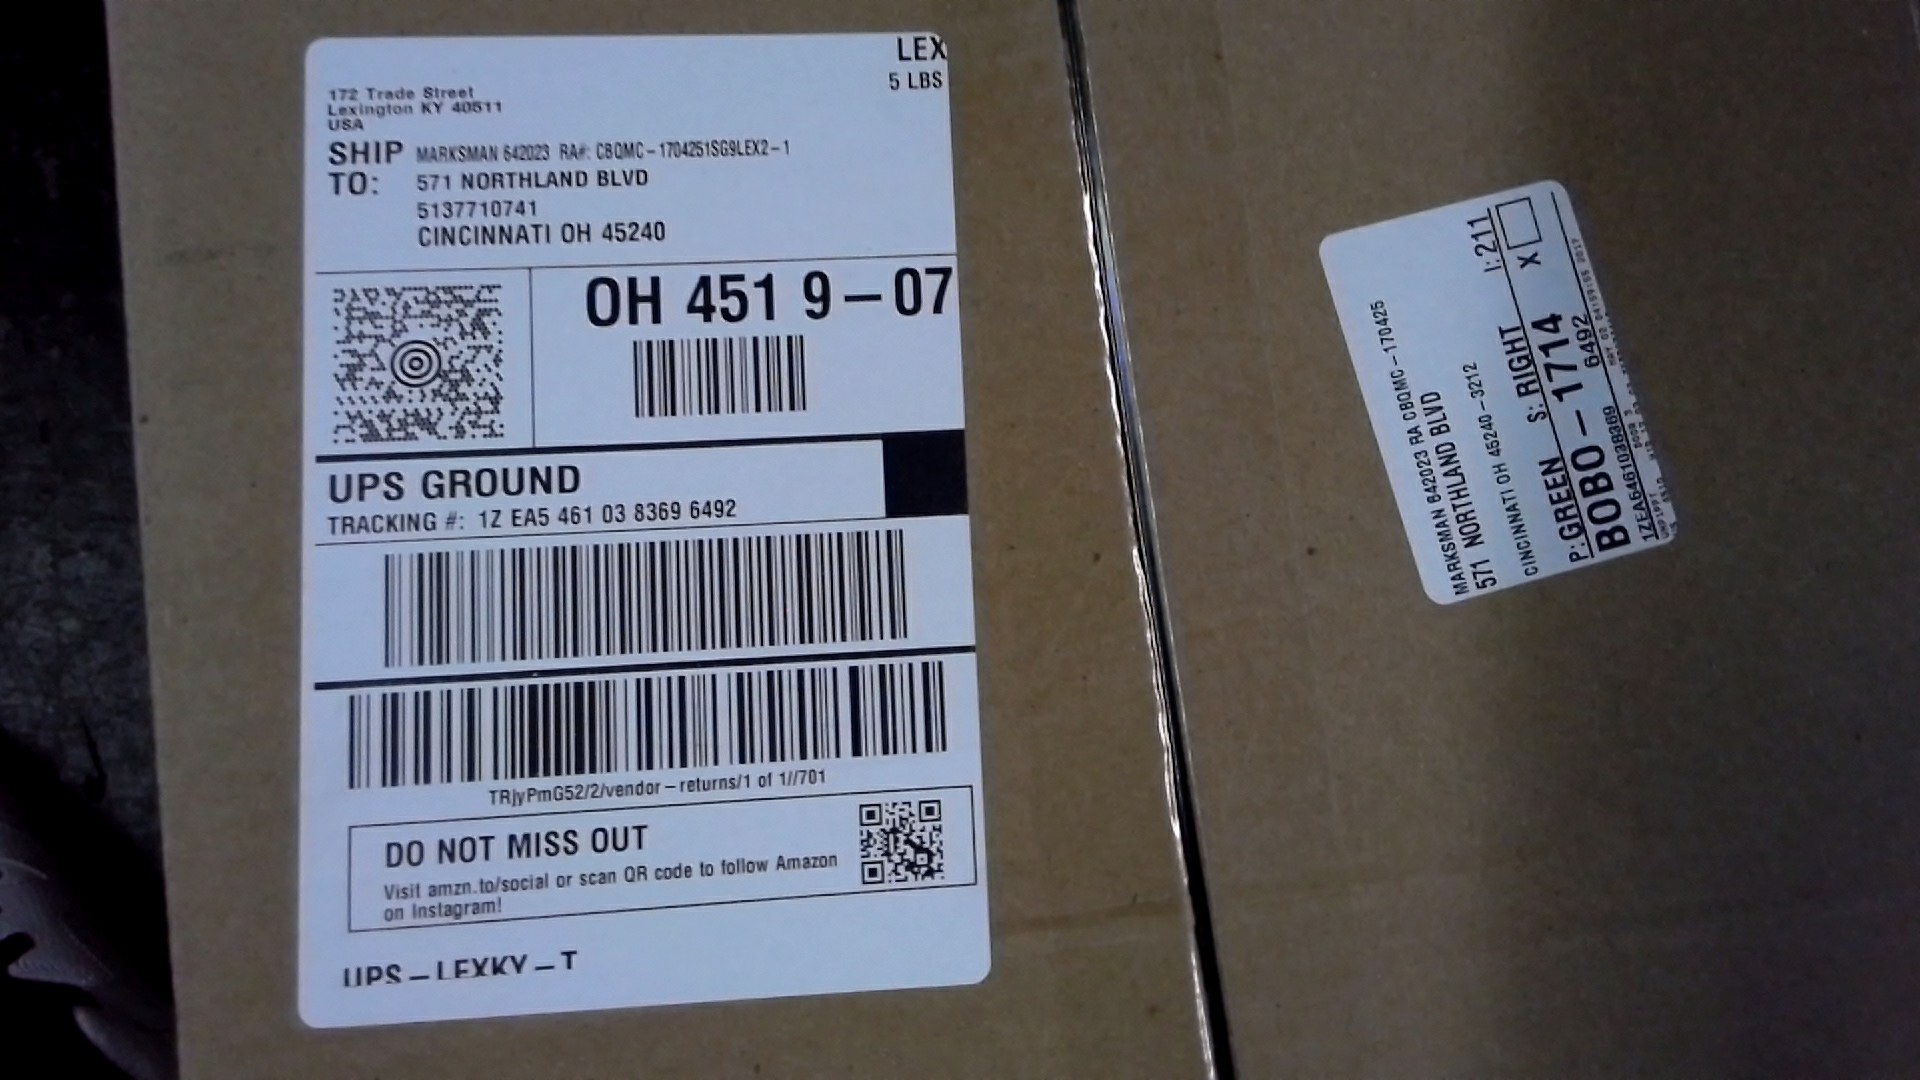 LEX
5 LBS
172 Trade Street
Lexington KY 40511
USA
SHIP TO:
MARKSMAN 642023 RA#: CBQMC-1704251SG9LEX2-1
571 NORTHLAND BLVD
5137710741
CINCINNATI OH 45240
OH 451 9-07
UPS GROUND
TRACKING #: 1Z EA5 461 03 8369 6492
TRjyPmG52/2/vendor-returns/1 of 1//701
DO NOT MISS OUT
Visit amzn.to/social or scan QR code to follow Amazon
on Instagram!
UPS-LEXKY-T
MARKSMAN 642023 RA CBQMC-170425
571 NORTHLAND BLVD
CINCINNATI OH 45240-3212
P: GREEN S: RIGHT I: 211
BOBO-1714 X
6492